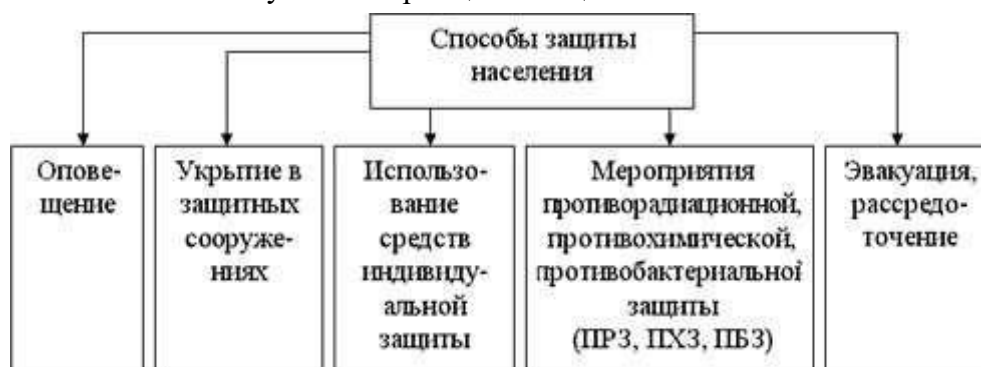 Способы защиты
населения
Опове-
щение
Укрытие в
защитных
сооруже-
ниях
Использо-
вание
средств
индивиду-
альной
защиты
Мероприятия
противорадиационной,
противохимической,
противобактериальной
защиты
(ПРЗ, ПХЗ, ПБЗ)
Эвакуация,
рассредо-
точение